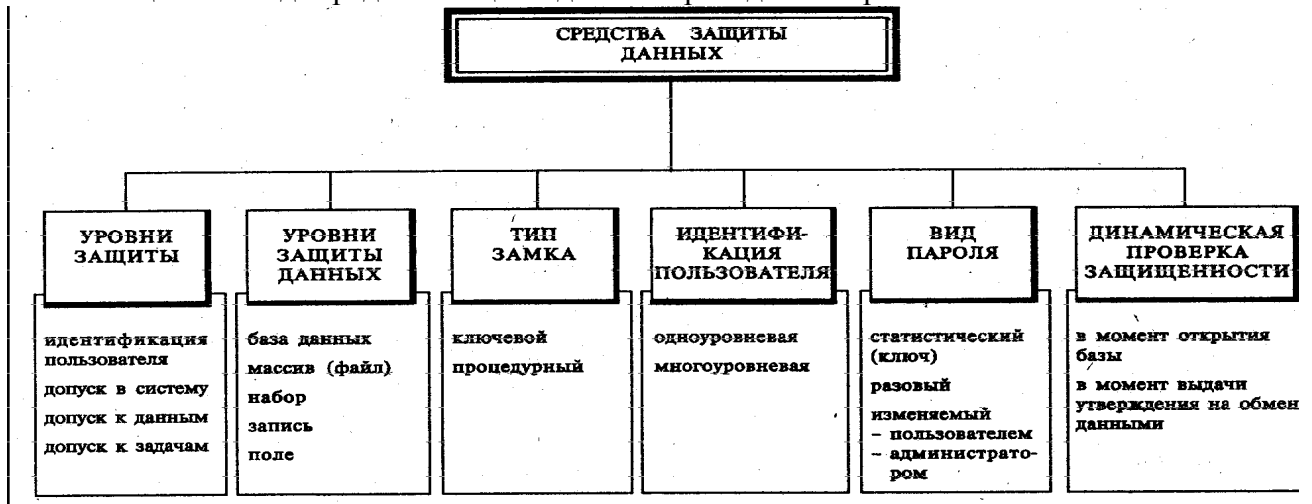 СРЕДСТВА ЗАЩИТЫ
ДАННЫХ
УРОВНИ
ЗАЩИТЫ
идентификация
пользователя
допуск в систему
допуск к данным
допуск к задачам
УРОВНИ
ЗАЩИТЫ
ДАННЫХ
база данных
массив (файл)
набор
запись
поле
ТИП
ЗАМКА
ключевой
процедурный
ИДЕНТИФИ-
КАЦИЯ
ПОЛЬЗОВАТЕЛЯ
одноуровневая
многоуровневая
ВИД
ПАРОЛЯ
статистический
(ключ)
разовый
изменяемый
– пользователем
– администрато-
ром
ДИНАМИЧЕСКАЯ
ПРОВЕРКА
ЗАЩИЩЕННОСТИ
в момент открытия
базы
в момент выдачи
утверждения на обмен
данными